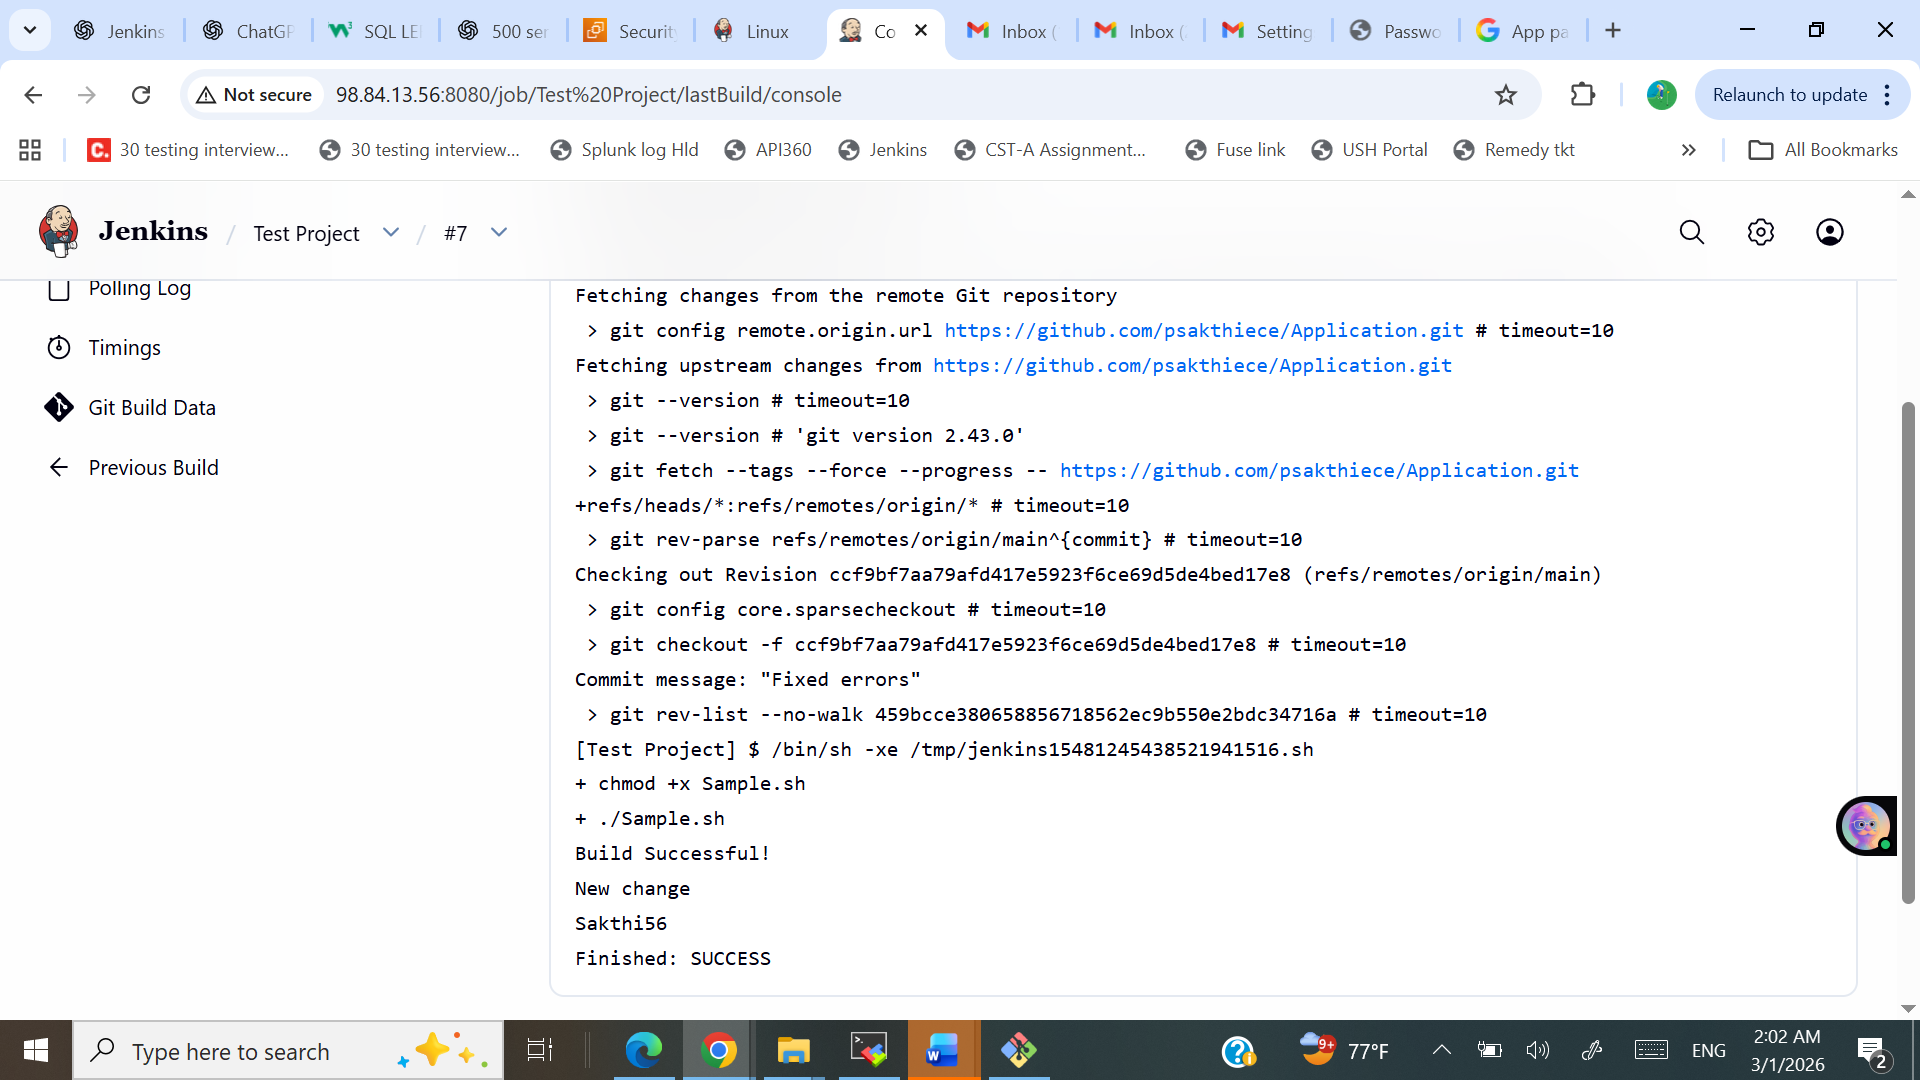 Jenkins
ChatGP
SQL LE
500 ser
Securit
Linux
Co
Inbox (
Inbox (
Setting
Passwo
App pa
Not secure
98.84.13.56:8080/job/Test%20Project/lastBuild/console
Relaunch to update
30 testing interview...
30 testing interview...
Splunk log Hld
API360
Jenkins
CST-A Assignment...
Fuse link
USH Portal
Remedy tkt
»
All Bookmarks
Jenkins / Test Project / #7
Polling Log
Timings
Git Build Data
Previous Build
Fetching changes from the remote Git repository
> git config remote.origin.url https://github.com/psakthiece/Application.git # timeout=10
Fetching upstream changes from https://github.com/psakthiece/Application.git
> git --version # timeout=10
> git --version # 'git version 2.43.0'
> git fetch --tags --force --progress -- https://github.com/psakthiece/Application.git
+refs/heads/*:refs/remotes/origin/* # timeout=10
> git rev-parse refs/remotes/origin/main^{commit} # timeout=10
Checking out Revision ccf9bf7aa79afd417e5923f6ce69d5de4bed17e8 (refs/remotes/origin/main)
> git config core.sparsecheckout # timeout=10
> git checkout -f ccf9bf7aa79afd417e5923f6ce69d5de4bed17e8 # timeout=10
Commit message: "Fixed errors"
> git rev-list --no-walk 459bcce380658856718562ec9b550e2bdc34716a # timeout=10
[Test Project] $ /bin/sh -xe /tmp/jenkins15481245438521941516.sh
+ chmod +x Sample.sh
+ ./Sample.sh
Build Successful!
New change
Sakthi56
Finished: SUCCESS
Type here to search
9+
77°F
ENG
2:02 AM
3/1/2026
2